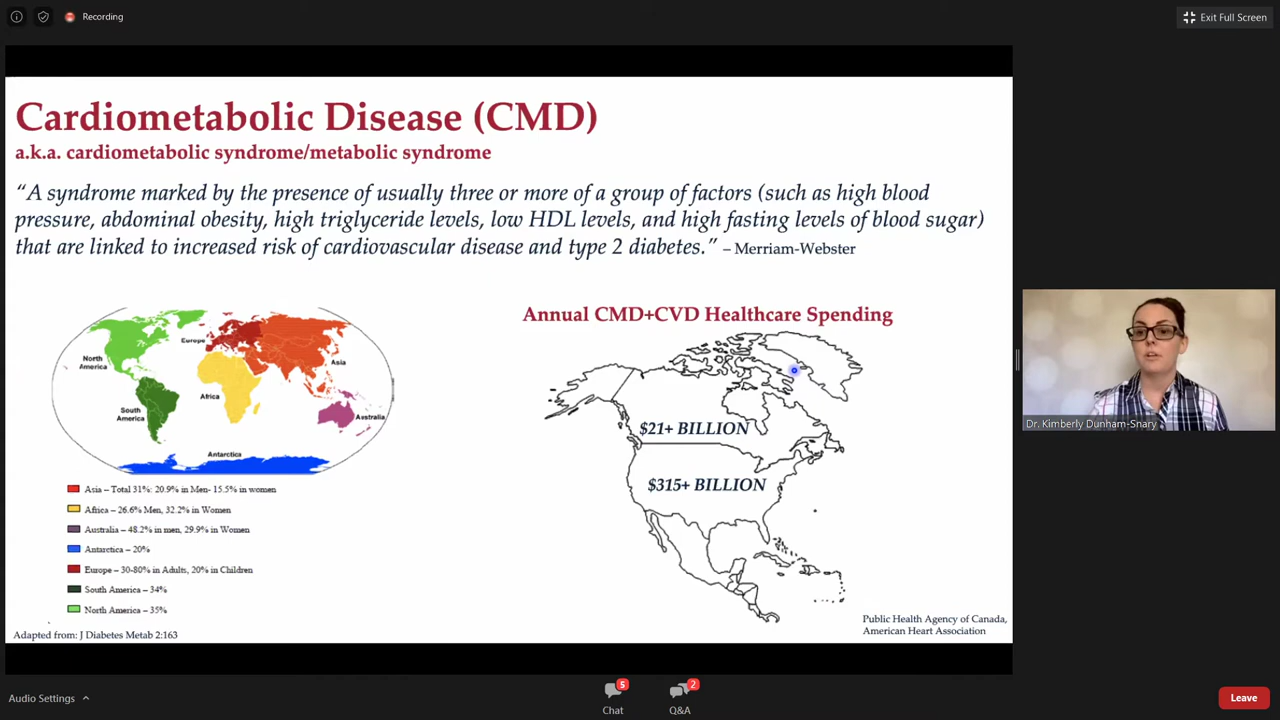 Recording
Exit Full Screen
Cardiometabolic Disease (CMD)
a.k.a. cardiometabolic syndrome/metabolic syndrome
“A syndrome marked by the presence of usually three or more of a group of factors (such as high blood
pressure, abdominal obesity, high triglyceride levels, low HDL levels, and high fasting levels of blood sugar)
that are linked to increased risk of cardiovascular disease and type 2 diabetes.” – Merriam-Webster
Annual CMD+CVD Healthcare Spending
Europe
North
America
Asia
Africa
South
America
Australia
Antarctica
$21+ BILLION
$315+ BILLION
Dr. Kimberly Dunham-Snary
Asia – Total 31%: 20.9% in Men- 15.5% in women
Africa – 26.6% Men, 32.2% in Women
Australia – 48.2% in men, 29.9% in Women
Antarctica – 20%
Europe – 30-80% in Adults, 20% in Children
South America – 34%
North America – 35%
Adapted from: J Diabetes Metab 2:163
Public Health Agency of Canada,
American Heart Association
Audio Settings
5
Chat
2
Q&A
Leave